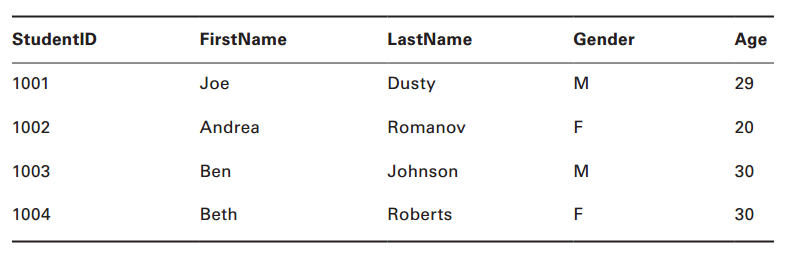 StudentID FirstName LastName Gender Age
1001 Joe Dusty M 29
1002 Andrea Romanov F 20
1003 Ben Johnson M 30
1004 Beth Roberts F 30